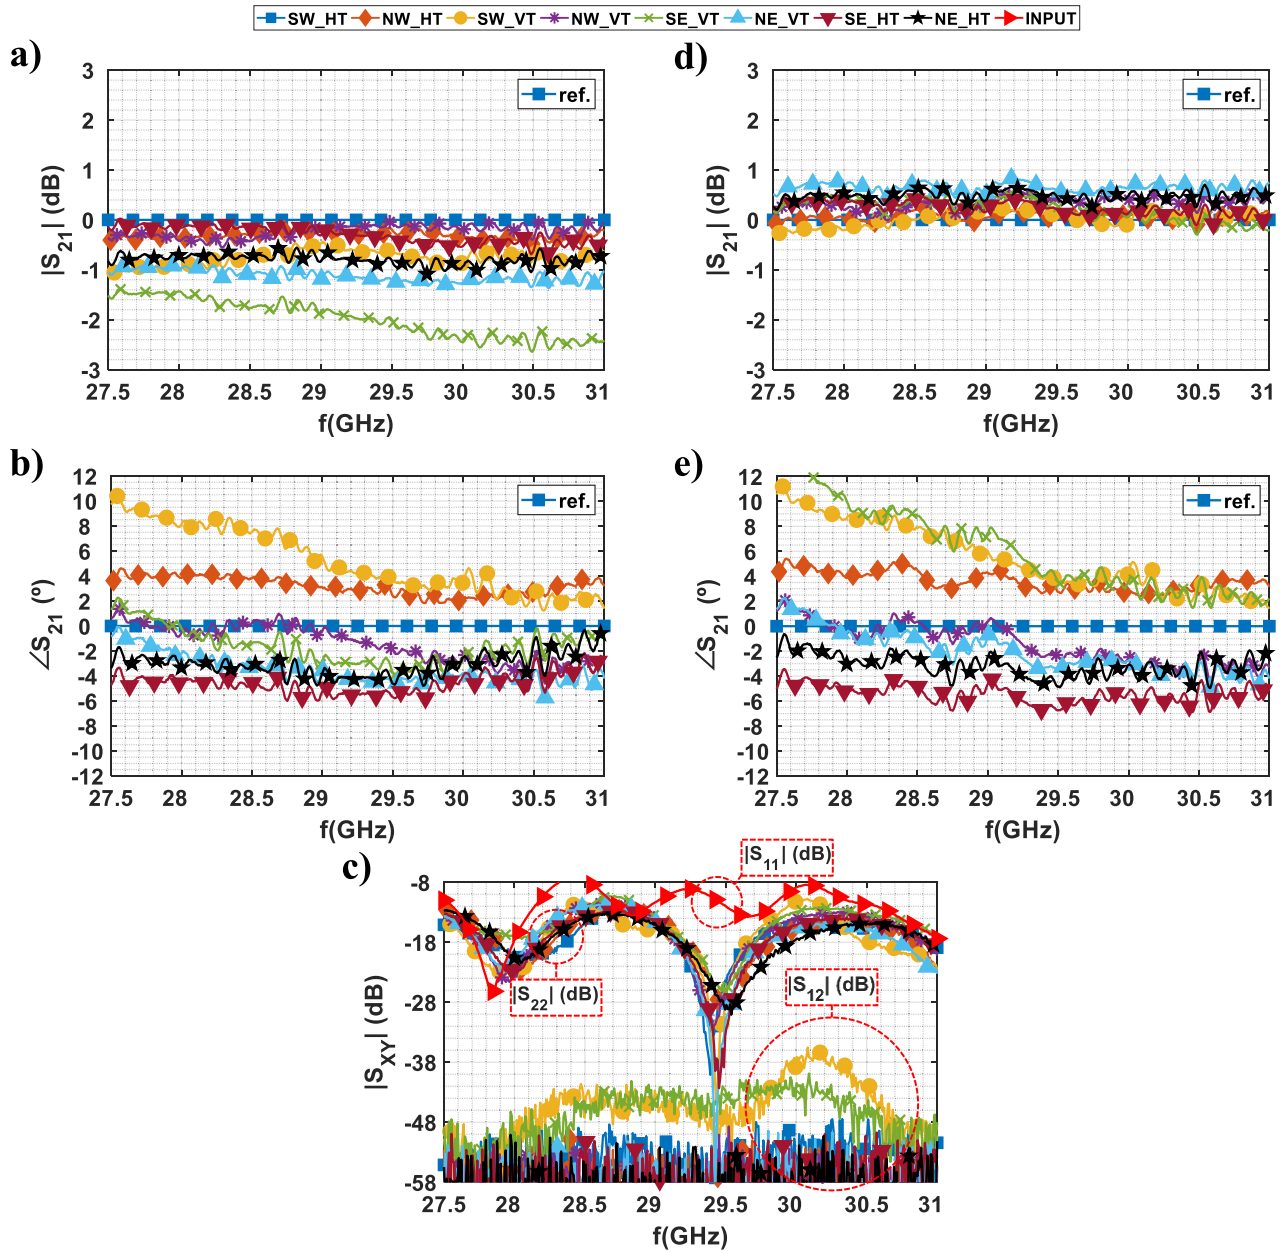 SW_HT NW_HT SW_VT NW_VT SE_VT NE_VT SE_HT NE_HT INPUT
a)
3
2
1
0
-1
-2
-3
|S21| (dB)
ref.
27.5 28 28.5 29 29.5 30 30.5 31
f(GHz)
d)
3
2
1
0
-1
-2
-3
|S21| (dB)
ref.
27.5 28 28.5 29 29.5 30 30.5 31
f(GHz)
b)
12
10
8
6
4
2
0
-2
-4
-6
-8
-10
-12
∠S21 (º)
ref.
27.5 28 28.5 29 29.5 30 30.5 31
f(GHz)
e)
12
10
8
6
4
2
0
-2
-4
-6
-8
-10
-12
∠S21 (º)
ref.
27.5 28 28.5 29 29.5 30 30.5 31
f(GHz)
c)
-8
-18
-28
-38
-48
-58
|SXY| (dB)
|S11| (dB)
|S22| (dB)
|S12| (dB)
27.5 28 28.5 29 29.5 30 30.5 31
f(GHz)